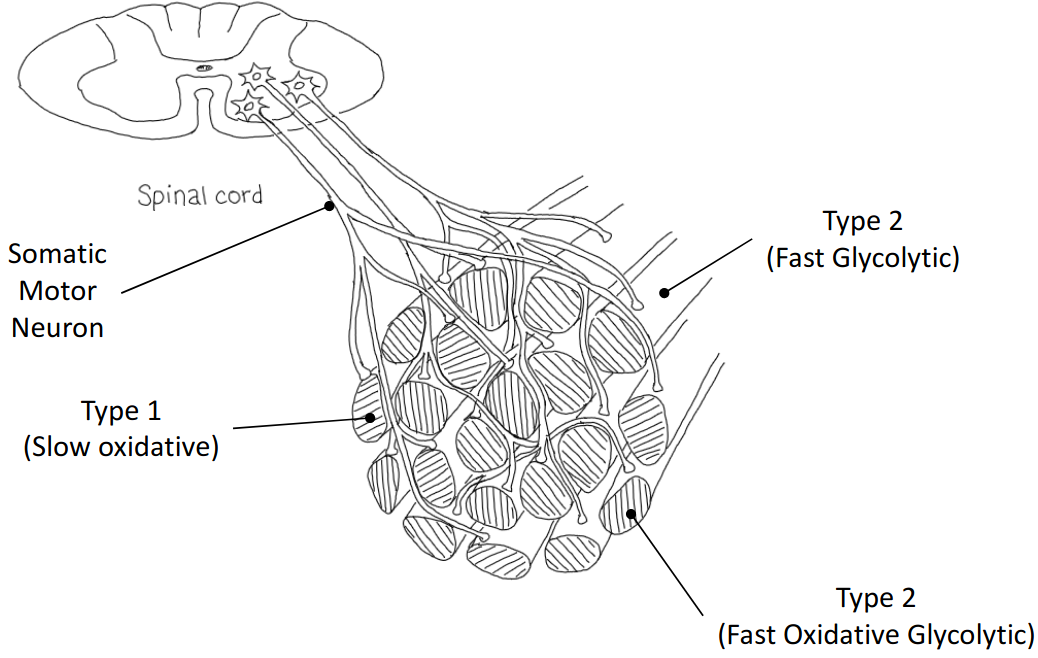 Spinal cord
Somatic
Motor
Neuron
Type 2
(Fast Glycolytic)
Type 1
(Slow oxidative)
Type 2
(Fast Oxidative Glycolytic)